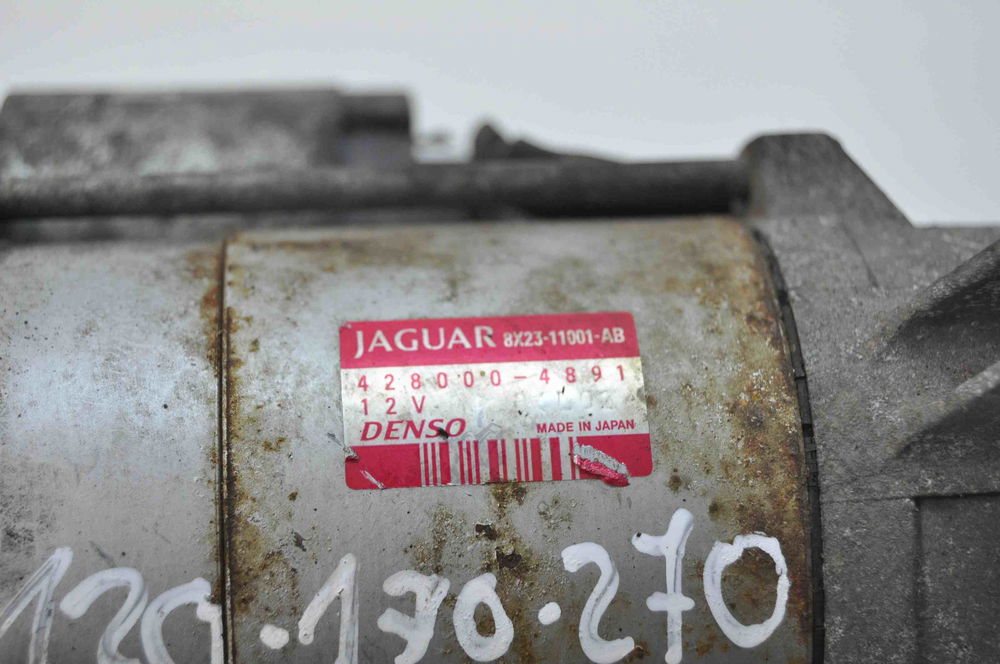 JAGUAR 8X23-11001-AB
428000-4891
12V
DENSO MADE IN JAPAN
120.170.270